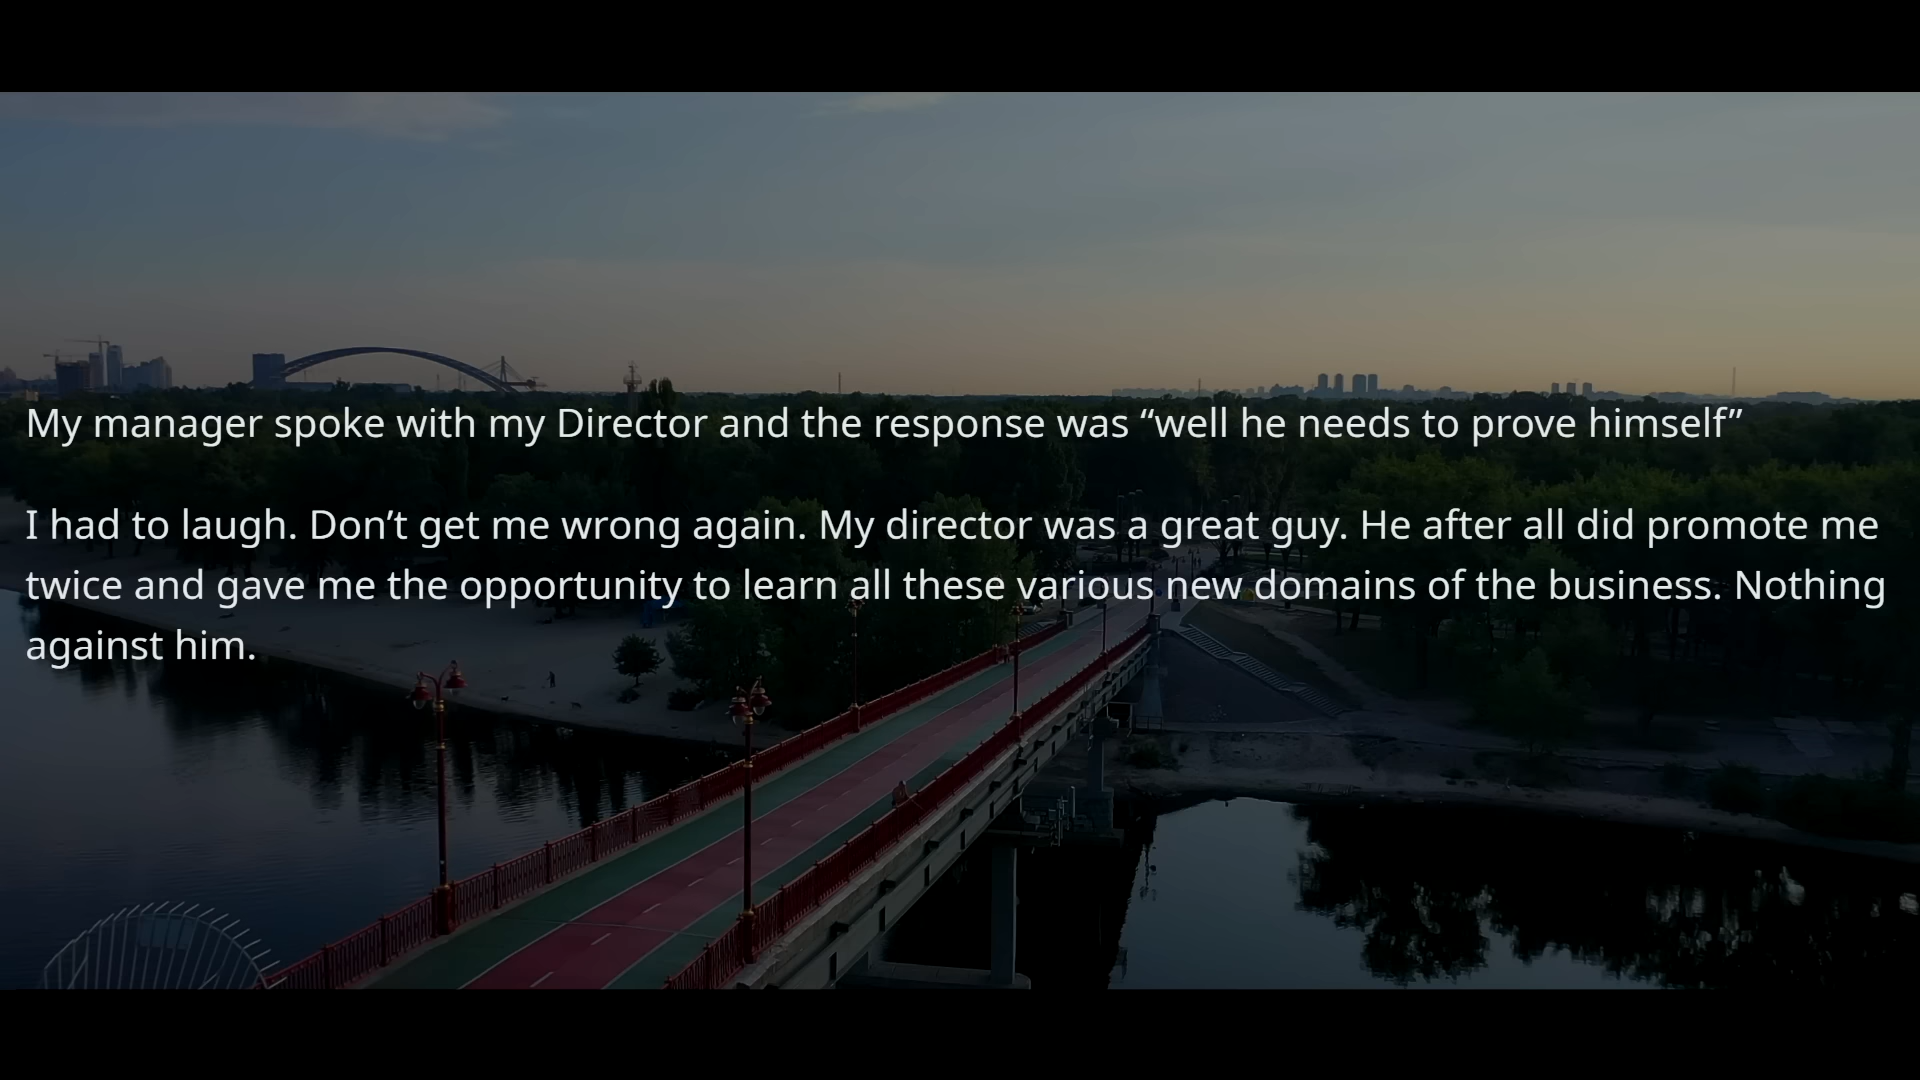 My manager spoke with my Director and the response was “well he needs to prove himself”
I had to laugh. Don’t get me wrong again. My director was a great guy. He after all did promote me
twice and gave me the opportunity to learn all these various new domains of the business. Nothing
against him.